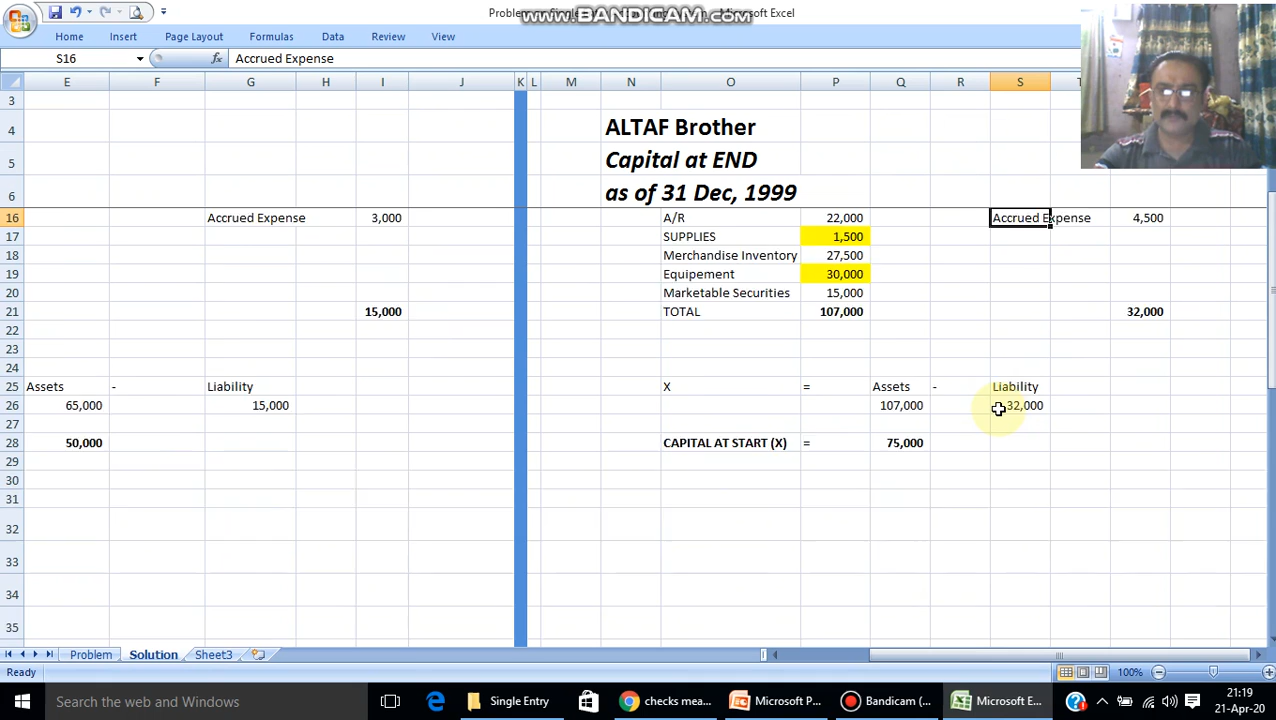 www.BANDICAM.com
Problem
Microsoft Excel
Home Insert Page Layout Formulas Data Review View
S16 fx Accrued Expense
E F G H I J K L M N O P Q R S
3
4 ALTAF Brother
5 Capital at END
6 as of 31 Dec, 1999
16 Accrued Expense 3,000 A/R 22,000 Accrued Expense 4,500
17 SUPPLIES 1,500
18 Merchandise Inventory 27,500
19 Equipement 30,000
20 Marketable Securities 15,000
21 15,000 TOTAL 107,000 32,000
22
23
24
25 Assets - Liability X = Assets - Liability
26 65,000 15,000 107,000 32,000
27
28 50,000 CAPITAL AT START (X) = 75,000
29
30
31
32
33
34
35
Problem Solution Sheet3
Ready 100%
Search the web and Windows Single Entry checks mea... Microsoft P... Bandicam (... Microsoft E... 21:19
21-Apr-20